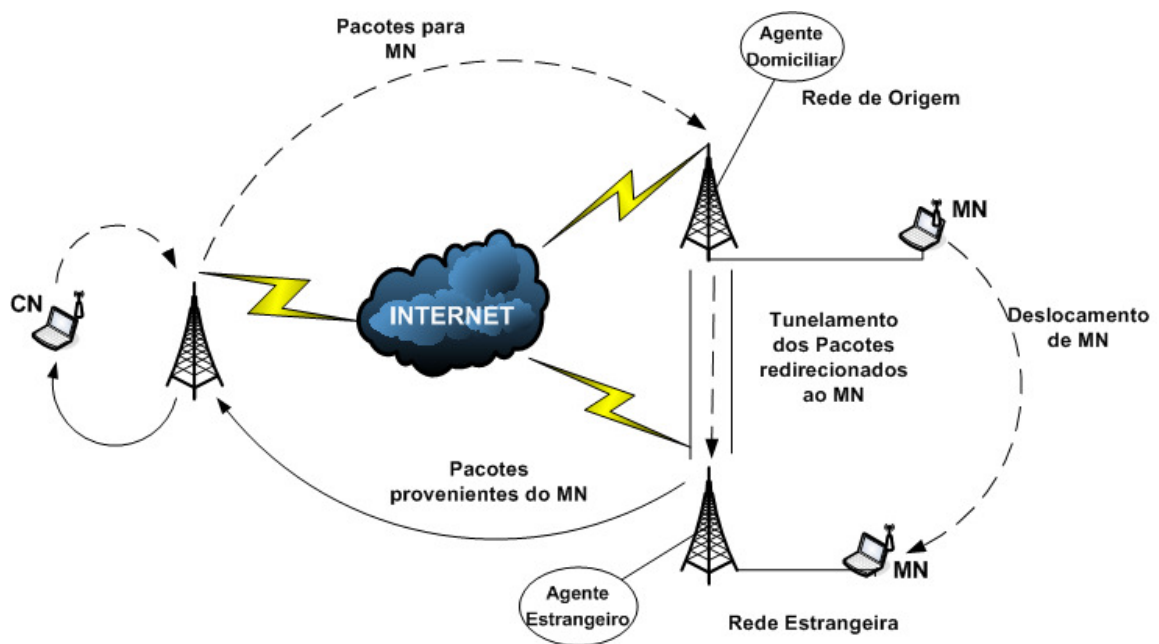 Pacotes para
MN
Agente
Domiciliar
Rede de Origem
MN
CN
INTERNET
Tunelamento
dos Pacotes
redirecionados
ao MN
Deslocamento
de MN
Pacotes
provenientes do MN
MN
Agente
Estrangeiro
Rede Estrangeira